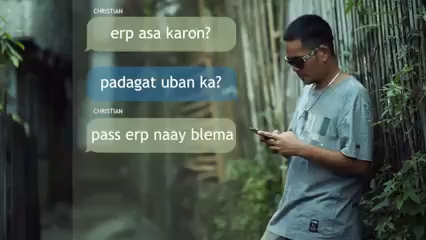 CHRISTIAN
erp asa karon?
padagat uban ka?
CHRISTIAN
pass erp naay blema